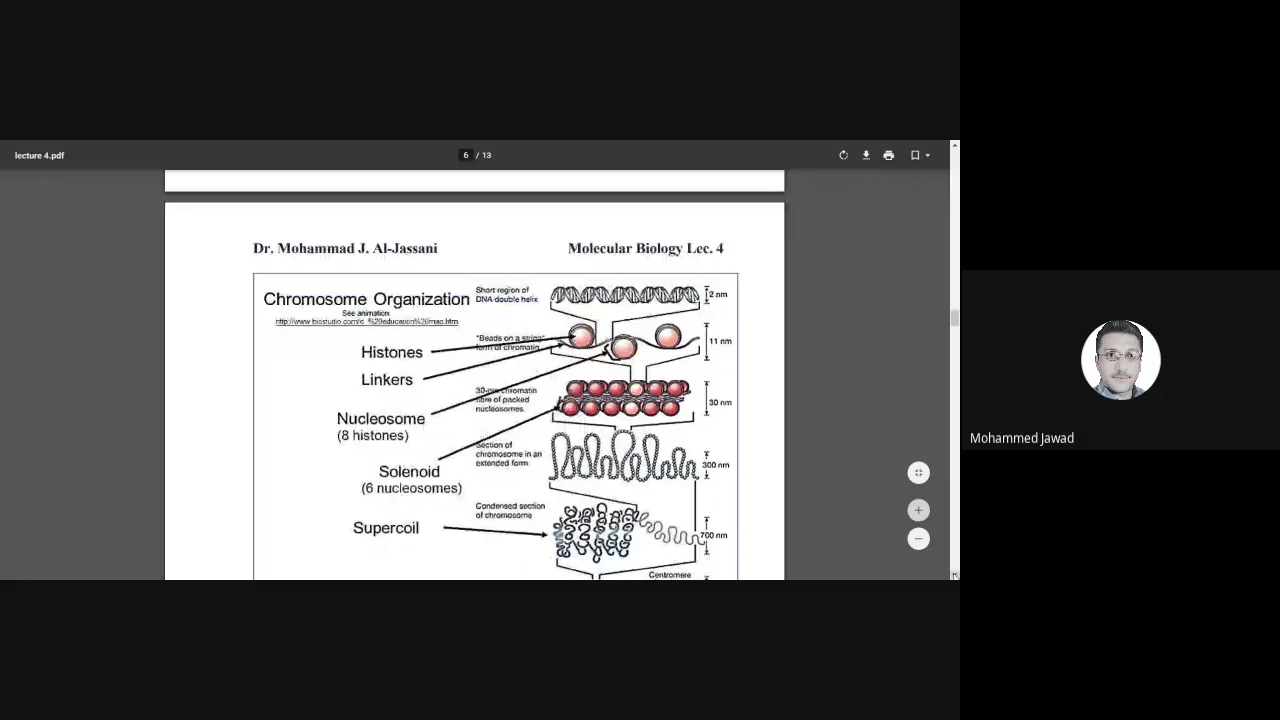 lecture 4.pdf
6 / 13
Dr. Mohammad J. Al-Jassani
Molecular Biology Lec. 4
Chromosome Organization
See animation
Short region of
DNA double helix
2 nm
"Beads on a string"
form of chromatin
11 nm
Histones
Linkers
30-nm chromatin
fibre of packed
nucleosomes
30 nm
Nucleosome
(8 histones)
Section of
chromosome in an
extended form
300 nm
Solenoid
(6 nucleosomes)
Condensed section
of chromosome
700 nm
Supercoil
Centromere
Mohammed Jawad